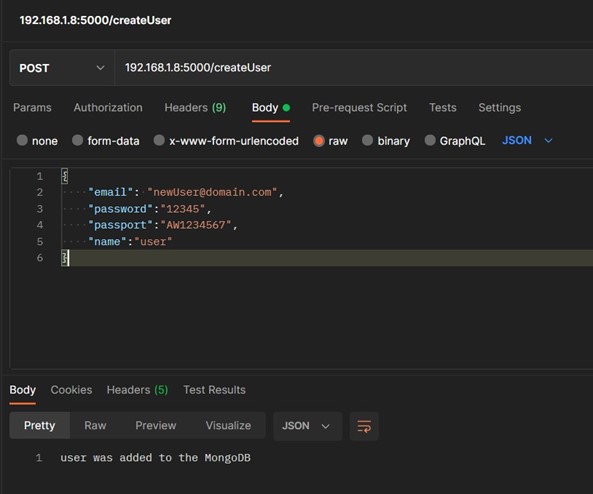 192.168.1.8:5000/createUser
POST 192.168.1.8:5000/createUser
Params Authorization Headers (9) Body Pre-request Script Tests Settings
none form-data x-www-form-urlencoded raw binary GraphQL JSON
1 {
2 ····"email":·"newUser@domain.com",
3 ····"password":"12345",
4 ····"passport":"AW1234567",
5 ····"name":"user"
6 }
Body Cookies Headers (5) Test Results
Pretty Raw Preview Visualize JSON
1 user was added to the MongoDB